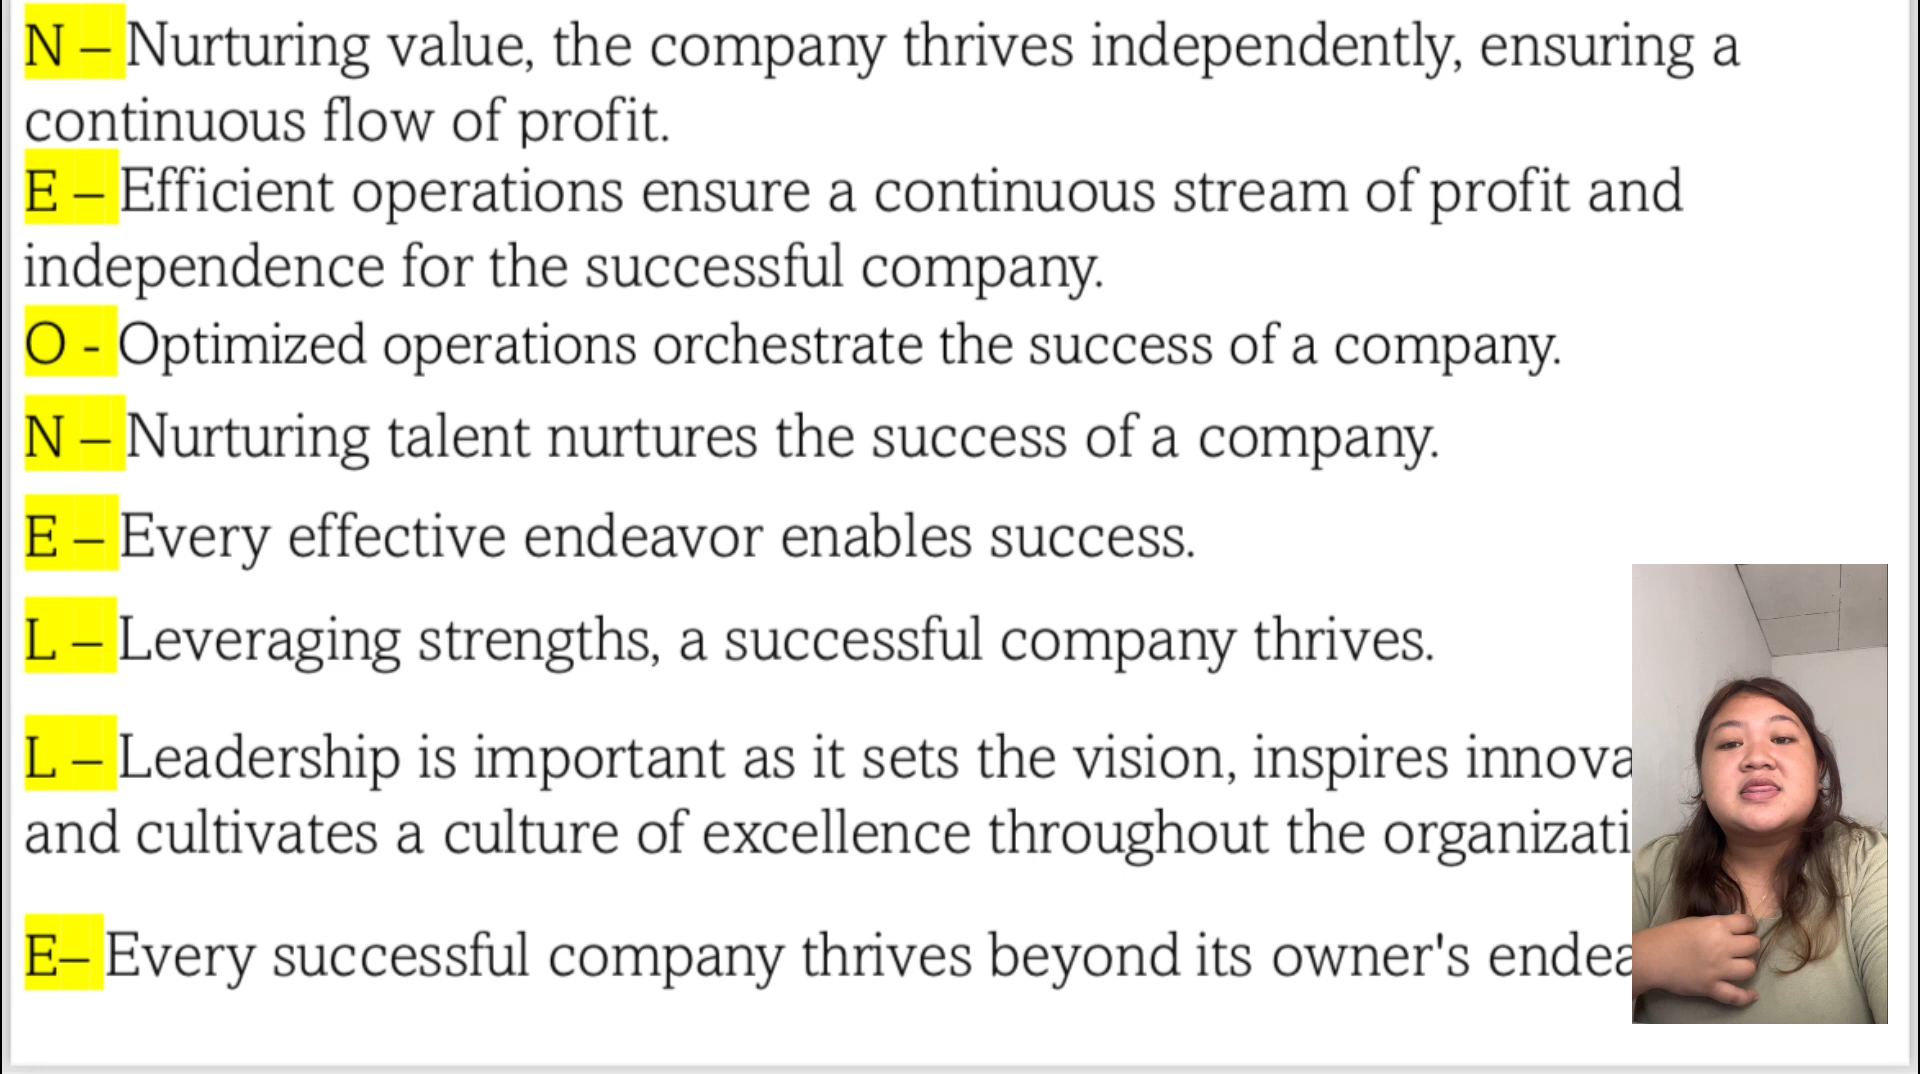 N – Nurturing value, the company thrives independently, ensuring a
continuous flow of profit.
E – Efficient operations ensure a continuous stream of profit and
independence for the successful company.
O - Optimized operations orchestrate the success of a company.
N – Nurturing talent nurtures the success of a company.
E – Every effective endeavor enables success.
L – Leveraging strengths, a successful company thrives.
L – Leadership is important as it sets the vision, inspires
and cultivates a culture of excellence throughout the
E– Every successful company thrives beyond its owner's